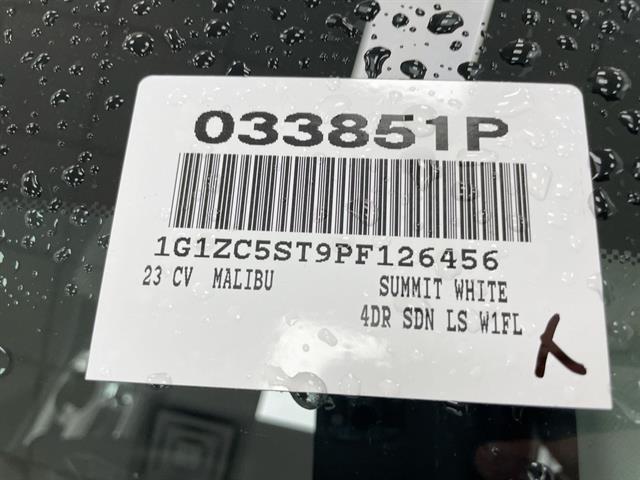 033851P
1G1ZC5ST9PF126456
23 CV MALIBU SUMMIT WHITE
4DR SDN LS W1FL